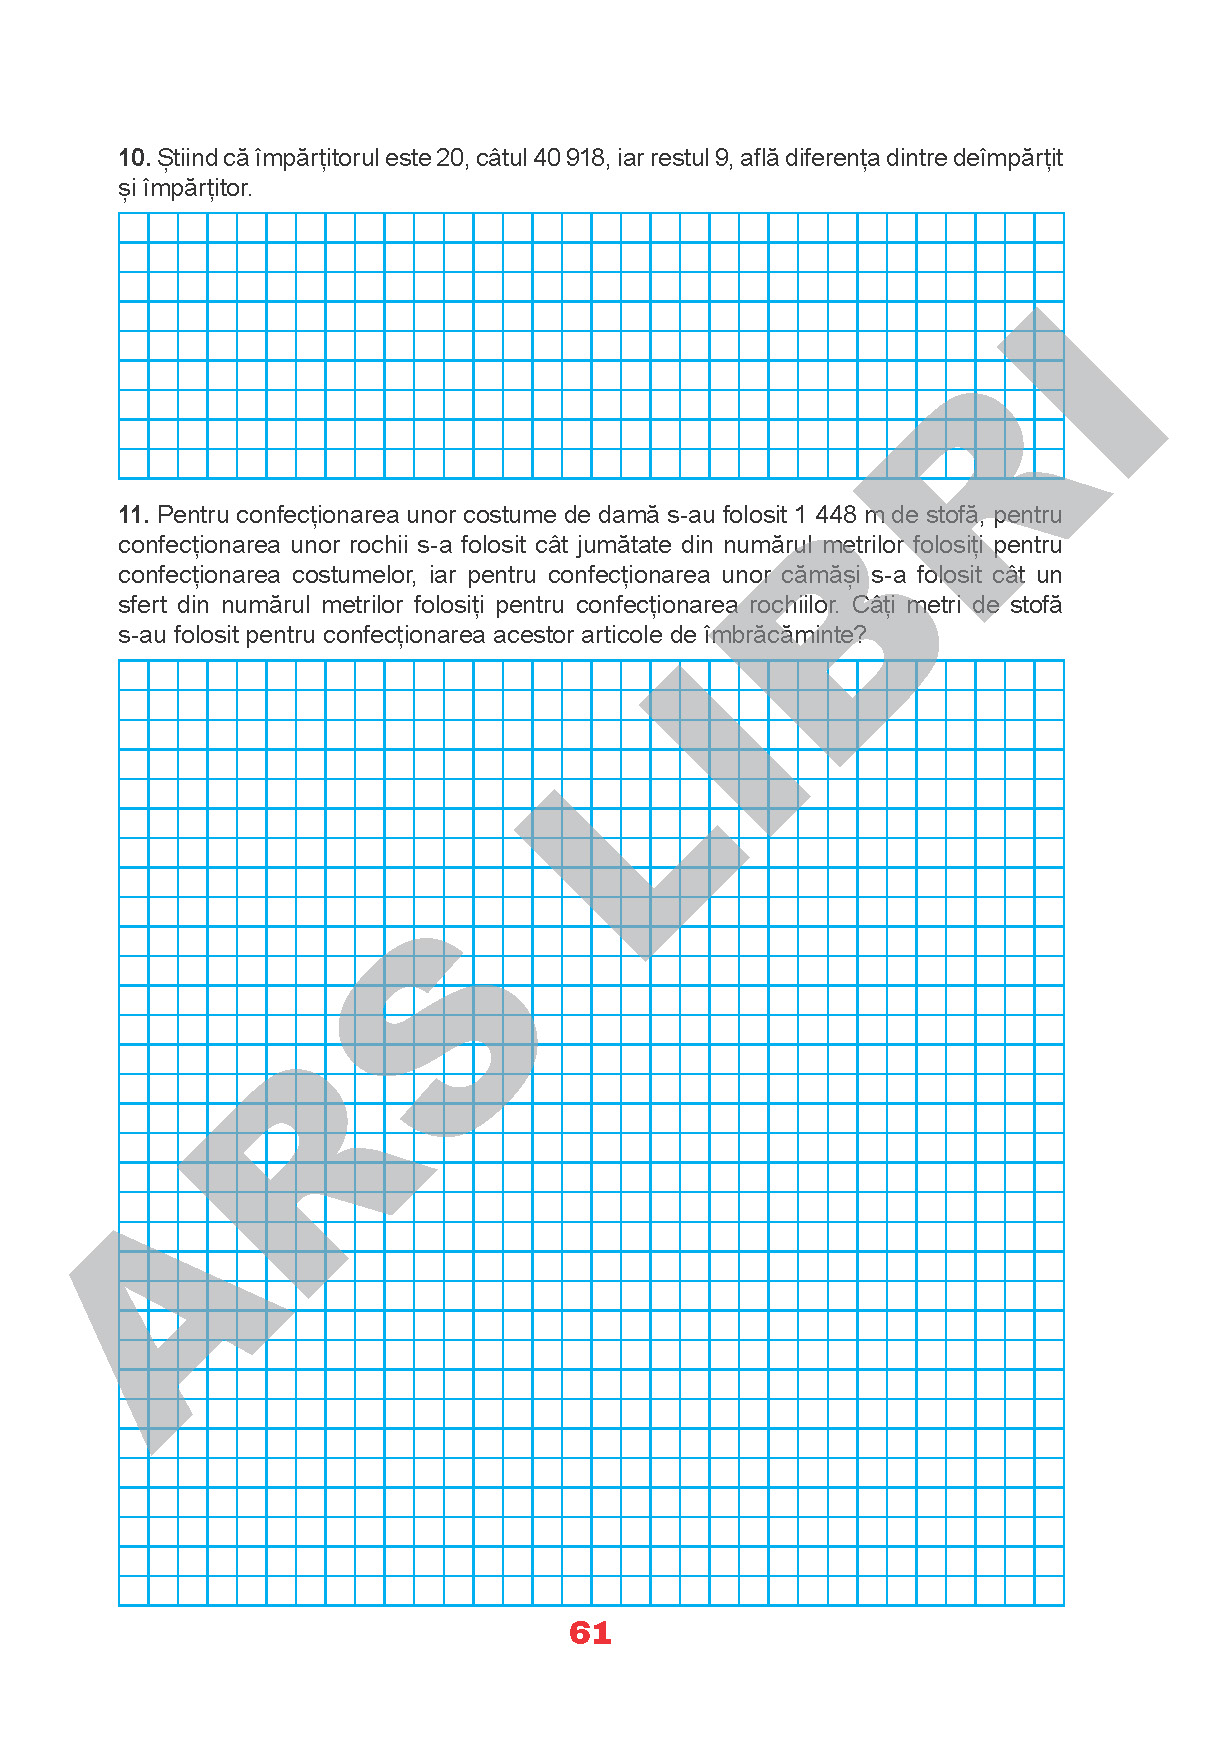 10. Știind că împărțitorul este 20, câtul 40 918, iar restul 9, află diferența dintre deîmpărțit
și împărțitor.
11. Pentru confecționarea unor costume de damă s-au folosit 1 448 m de stofă, pentru
confecționarea unor rochii s-a folosit cât jumătate din numărul metrilor folosiți pentru
confecționarea costumelor, iar pentru confecționarea unor cămăși s-a folosit cât un
sfert din numărul metrilor folosiți pentru confecționarea rochiilor. Câți metri de stofă
s-au folosit pentru confecționarea acestor articole de îmbrăcăminte?
ARS LIBRI
61